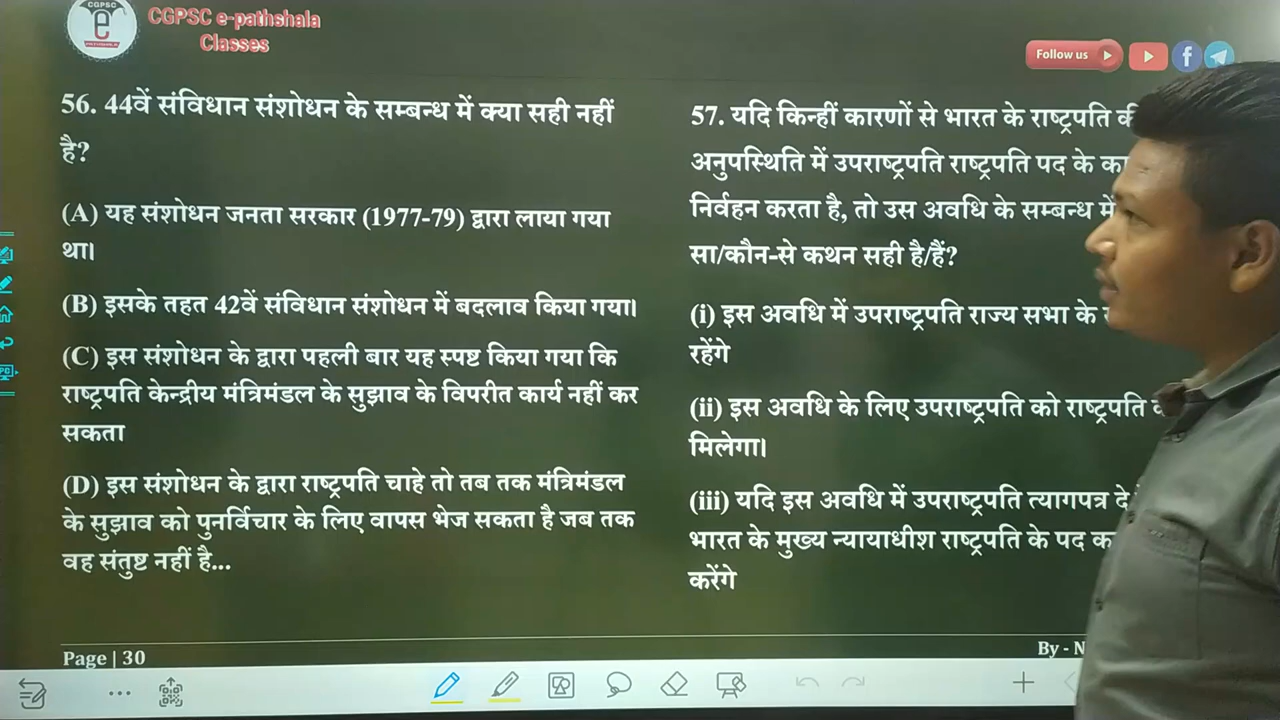 CGPSC
e
CGPSC e-pathshala
Classes
Follow us
56. 44वें संविधान संशोधन के सम्बन्ध में क्या सही नहीं
है?
(A) यह संशोधन जनता सरकार (1977-79) द्वारा लाया गया
था।
(B) इसके तहत 42वें संविधान संशोधन में बदलाव किया गया।
(C) इस संशोधन के द्वारा पहली बार यह स्पष्ट किया गया कि
राष्ट्रपति केन्द्रीय मंत्रिमंडल के सुझाव के विपरीत कार्य नहीं कर
सकता
(D) इस संशोधन के द्वारा राष्ट्रपति चाहे तो तब तक मंत्रिमंडल
के सुझाव को पुनर्विचार के लिए वापस भेज सकता है जब तक
वह संतुष्ट नहीं है...
57. यदि किन्हीं कारणों से भारत के राष्ट्रपति
अनुपस्थिति में उपराष्ट्रपति राष्ट्रपति पद के
निर्वहन करता है, तो उस अवधि के सम्बन्ध में
सा/कौन-से कथन सही है/हैं?
(i) इस अवधि में उपराष्ट्रपति राज्य सभा के
रहेंगे
(ii) इस अवधि के लिए उपराष्ट्रपति को राष्ट्रपति
मिलेगा।
(iii) यदि इस अवधि में उपराष्ट्रपति त्यागपत्र दे
भारत के मुख्य न्यायाधीश राष्ट्रपति के पद
करेंगे
Page | 30
By - N